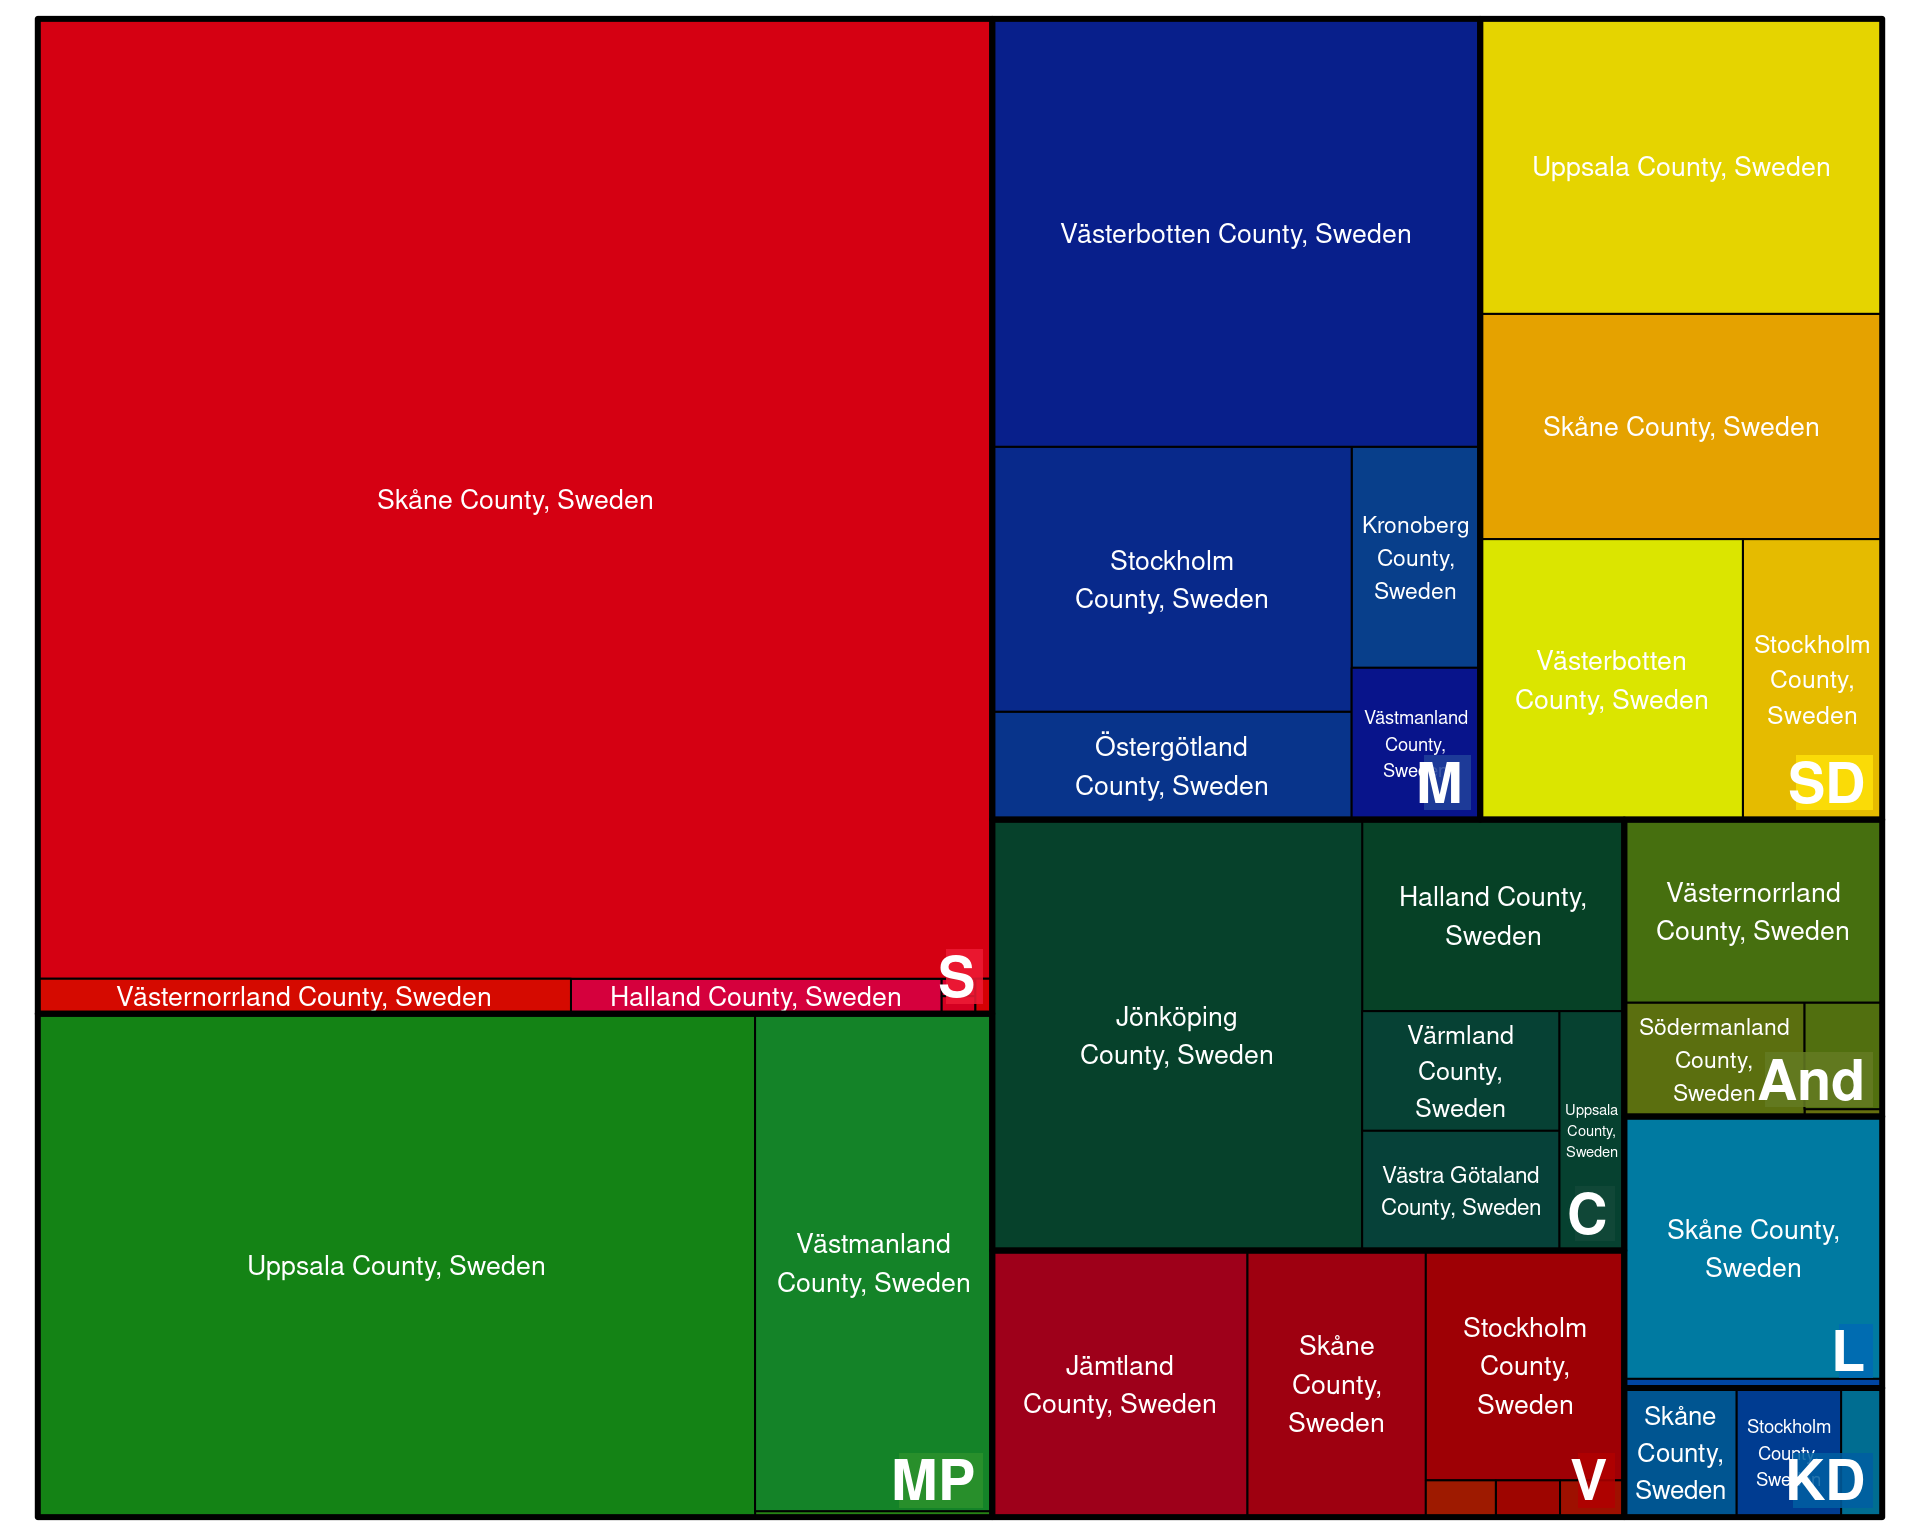 Skåne County, Sweden
Västernorrland County, Sweden
Halland County, Sweden
S
Uppsala County, Sweden
Västmanland
County, Sweden
MP
Västerbotten County, Sweden
Stockholm
County, Sweden
Östergötland
County, Sweden
Kronoberg
County,
Sweden
Västmanland
County,
Sweden
M
Uppsala County, Sweden
Skåne County, Sweden
Västerbotten
County, Sweden
Stockholm
County,
Sweden
SD
Jönköping
County, Sweden
Halland County,
Sweden
Värmland
County,
Sweden
Västra Götaland
County, Sweden
Uppsala
County,
Sweden
C
Västernorrland
County, Sweden
Södermanland
County,
Sweden
And
Skåne County,
Sweden
L
Jämtland
County, Sweden
Skåne
County,
Sweden
Stockholm
County,
Sweden
V
Skåne
County,
Sweden
Stockholm
County,
Sweden
KD